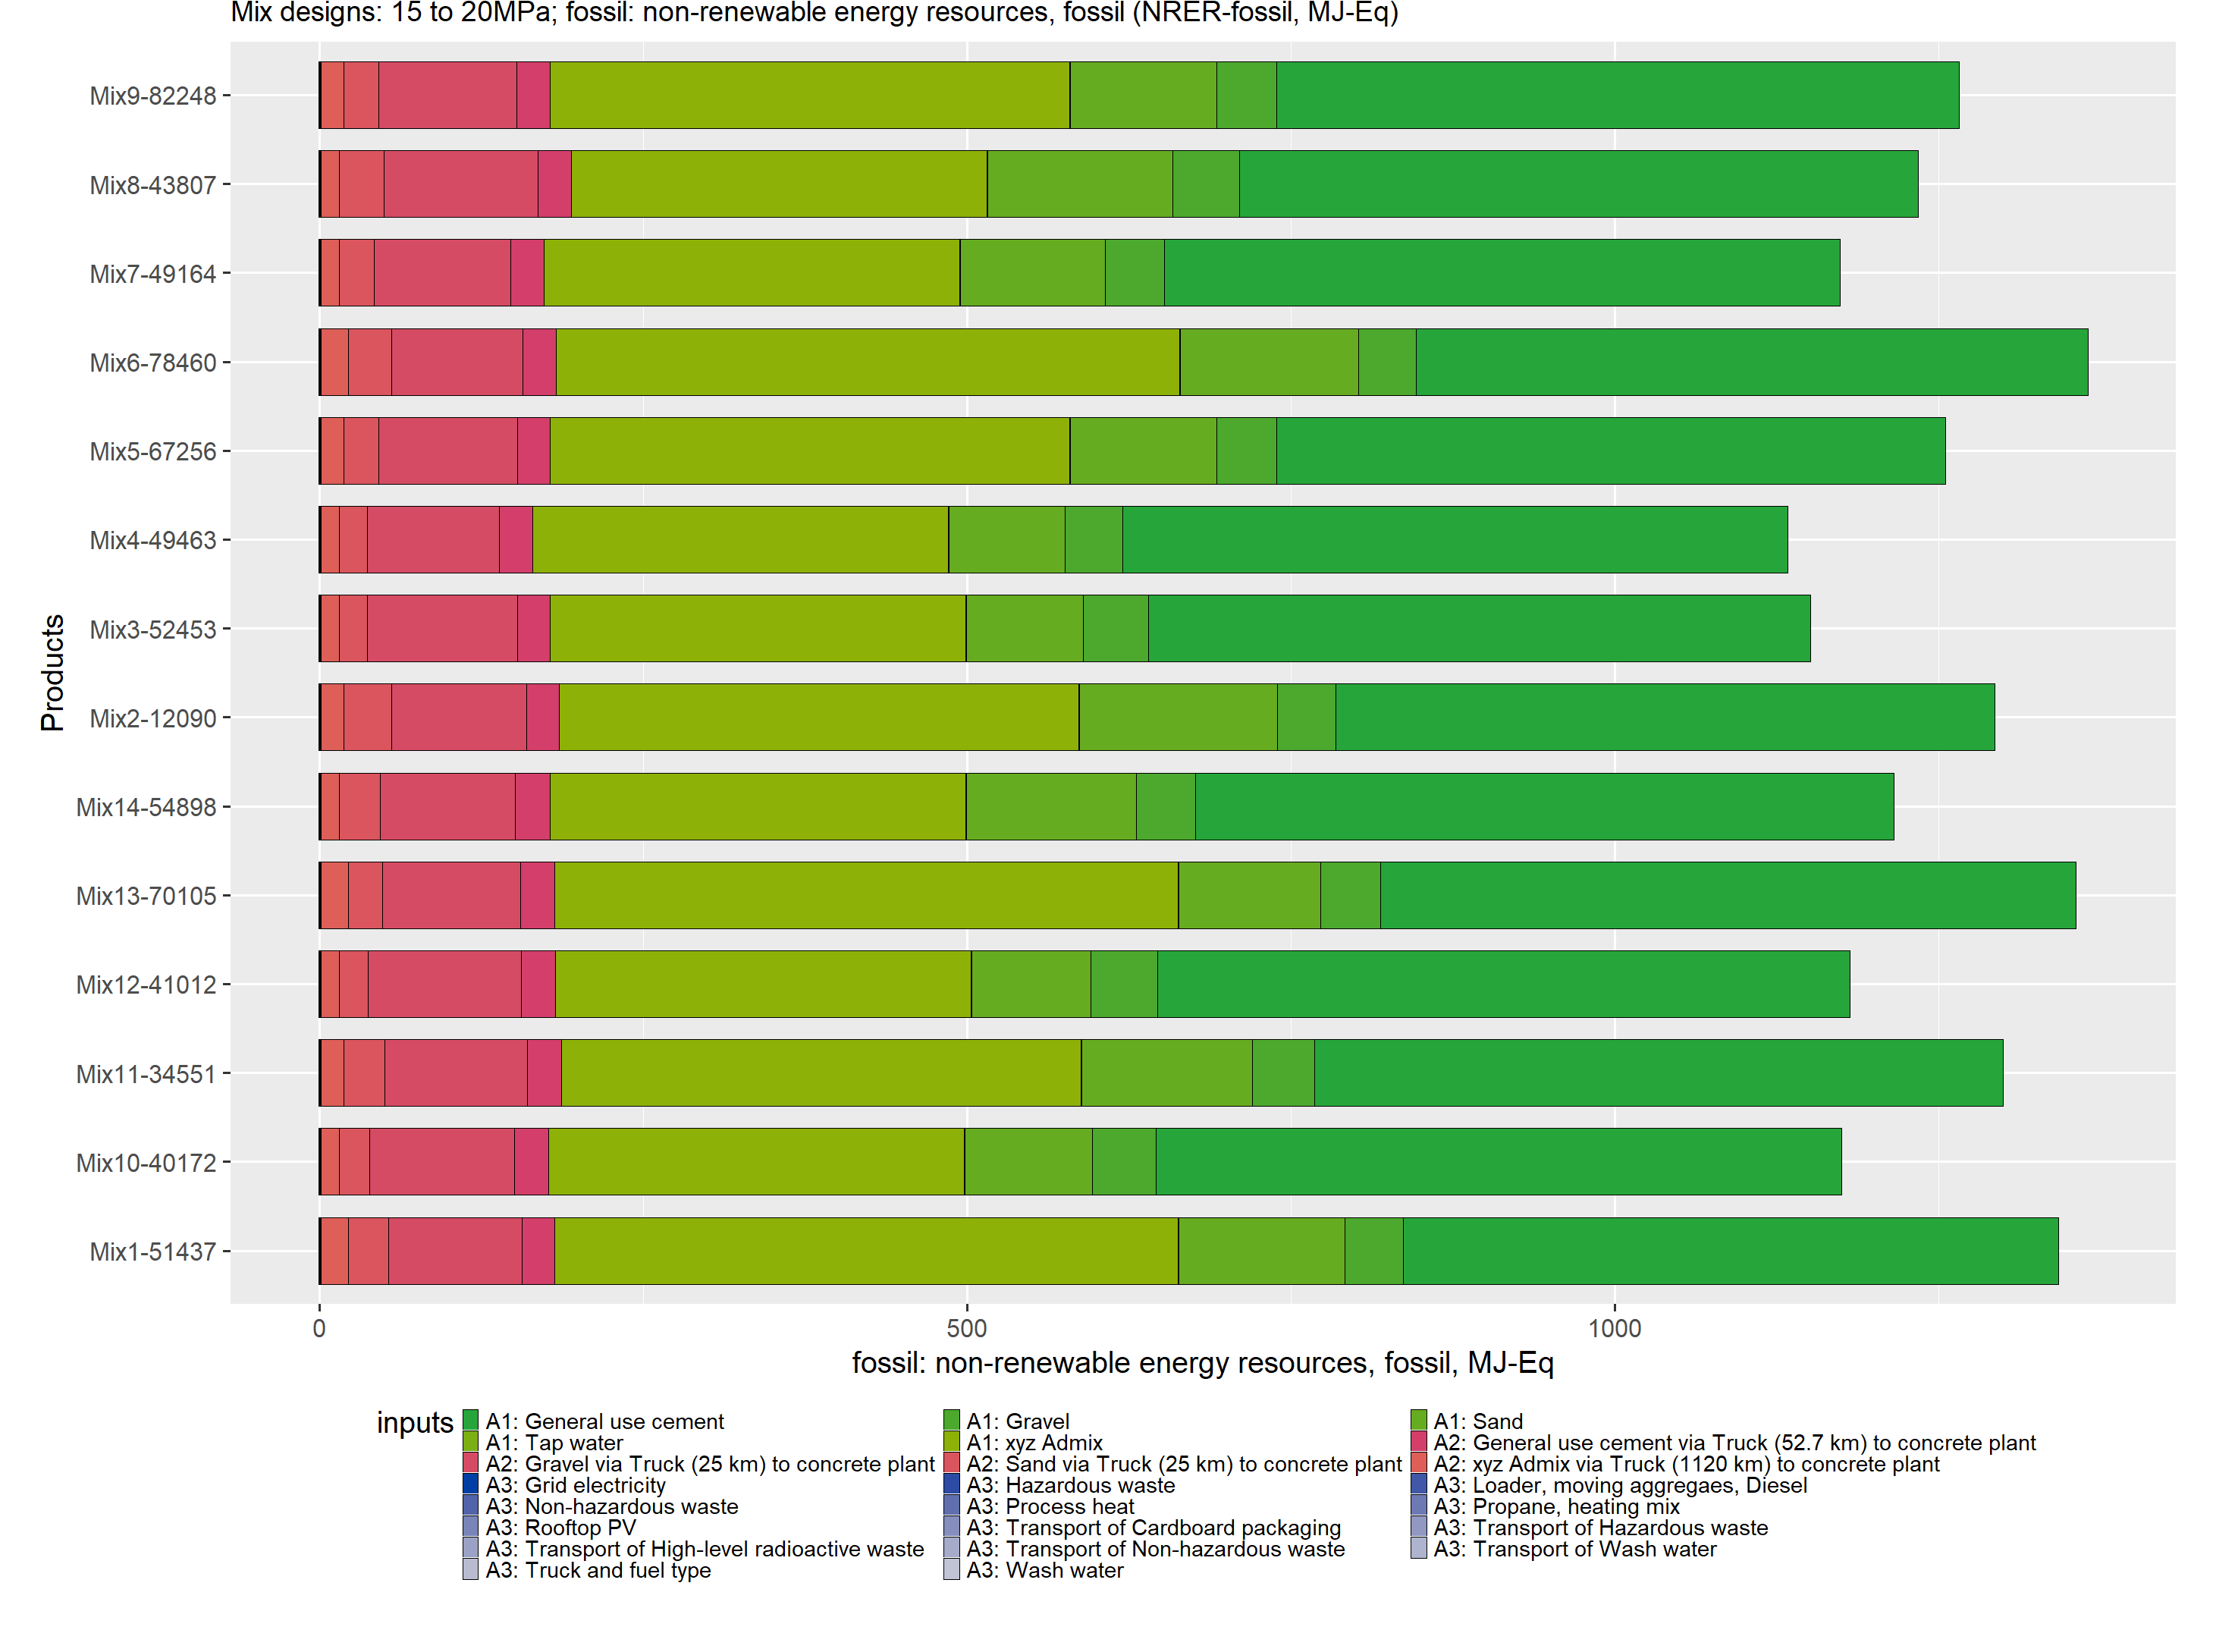 Mix designs: 15 to 20MPa; fossil: non-renewable energy resources, fossil (NRER-fossil, MJ-Eq)
Products
Mix9-82248
Mix8-43807
Mix7-49164
Mix6-78460
Mix5-67256
Mix4-49463
Mix3-52453
Mix2-12090
Mix14-54898
Mix13-70105
Mix12-41012
Mix11-34551
Mix10-40172
Mix1-51437
0 500 1000
fossil: non-renewable energy resources, fossil, MJ-Eq
inputs
A1: General use cement A1: Gravel A1: Sand
A1: Tap water A1: xyz Admix A2: General use cement via Truck (52.7 km) to concrete plant
A2: Gravel via Truck (25 km) to concrete plant A2: Sand via Truck (25 km) to concrete plant A2: xyz Admix via Truck (1120 km) to concrete plant
A3: Grid electricity A3: Hazardous waste A3: Loader, moving aggregaes, Diesel
A3: Non-hazardous waste A3: Process heat A3: Propane, heating mix
A3: Rooftop PV A3: Transport of Cardboard packaging A3: Transport of Hazardous waste
A3: Transport of High-level radioactive waste A3: Transport of Non-hazardous waste A3: Transport of Wash water
A3: Truck and fuel type A3: Wash water